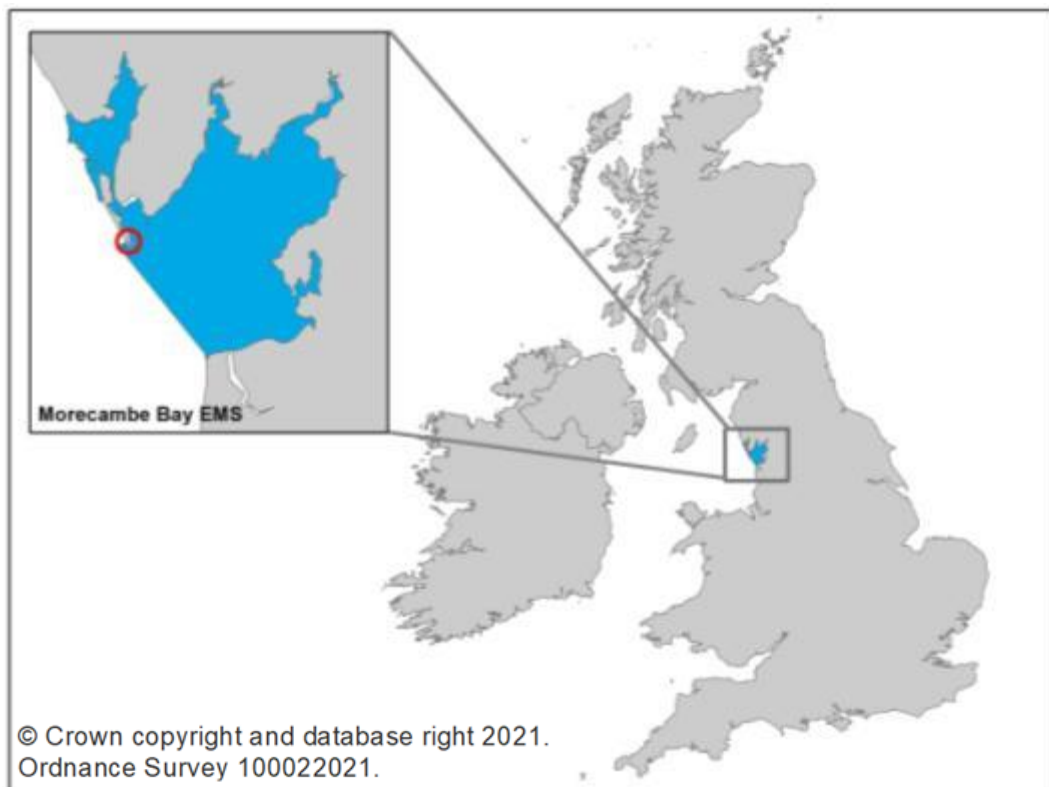 Morecambe Bay EMS
© Crown copyright and database right 2021.
Ordnance Survey 100022021.